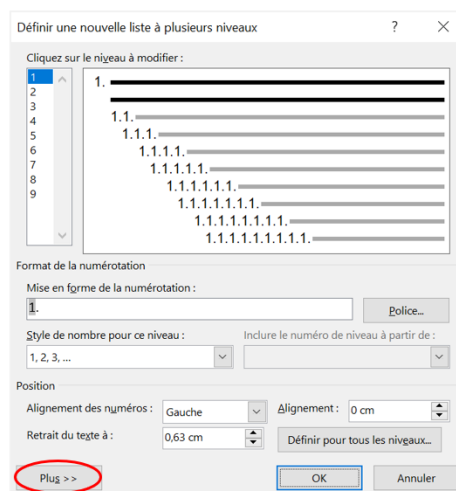 Définir une nouvelle liste à plusieurs niveaux ? ×
Cliquez sur le niveau à modifier :
1
2
3
4
5
6
7
8
9
1.
1.1.
1.1.1.
1.1.1.1.
1.1.1.1.1.
1.1.1.1.1.1.
1.1.1.1.1.1.1.
1.1.1.1.1.1.1.1.
1.1.1.1.1.1.1.1.1.
Format de la numérotation
Mise en forme de la numérotation :
1.
Police...
Style de nombre pour ce niveau : Inclure le numéro de niveau à partir de :
1, 2, 3, ...
Position
Alignement des numéros : Gauche Alignement : 0 cm
Retrait du texte à : 0,63 cm Définir pour tous les niveaux...
Plus >> OK Annuler